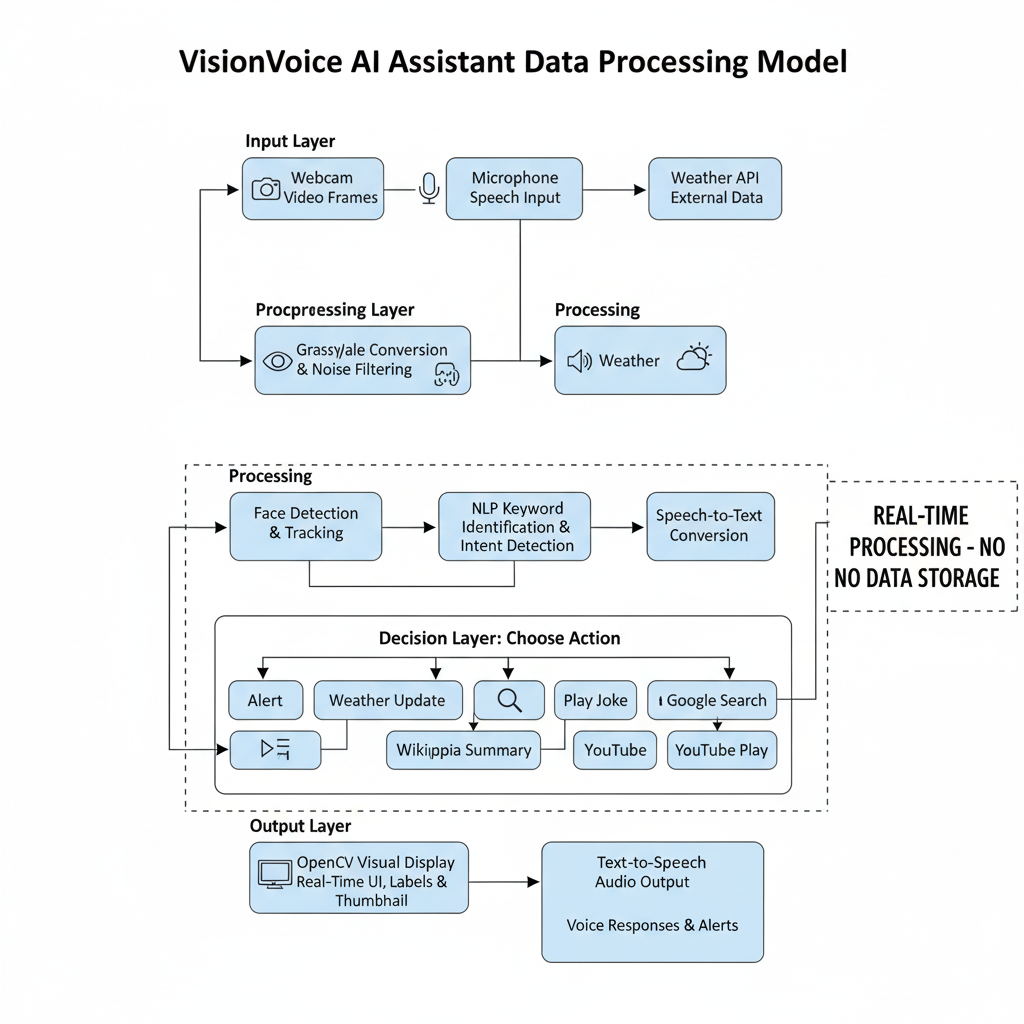 VisionVoice AI Assistant Data Processing Model
Input Layer
Webcam
Video Frames
Microphone
Speech Input
Weather API
External Data
Procprressing Layer
Processing
Grassy/ale Conversion
& Noise Filtering
Weather
Processing
Face Detection
& Tracking
NLP Keyword
Identification &
Intent Detection
Speech-to-Text
Conversion
REAL-TIME
PROCESSING - NO
NO DATA STORAGE
Decision Layer: Choose Action
Alert
Weather Update
Play Joke
Google Search
Wikiıppia Summary
YouTube
YouTube Play
Output Layer
OpenCV Visual Display
Real-Time UI, Labels &
Thumbhail
Text-to-Speech
Audio Output
Voice Responses & Alerts